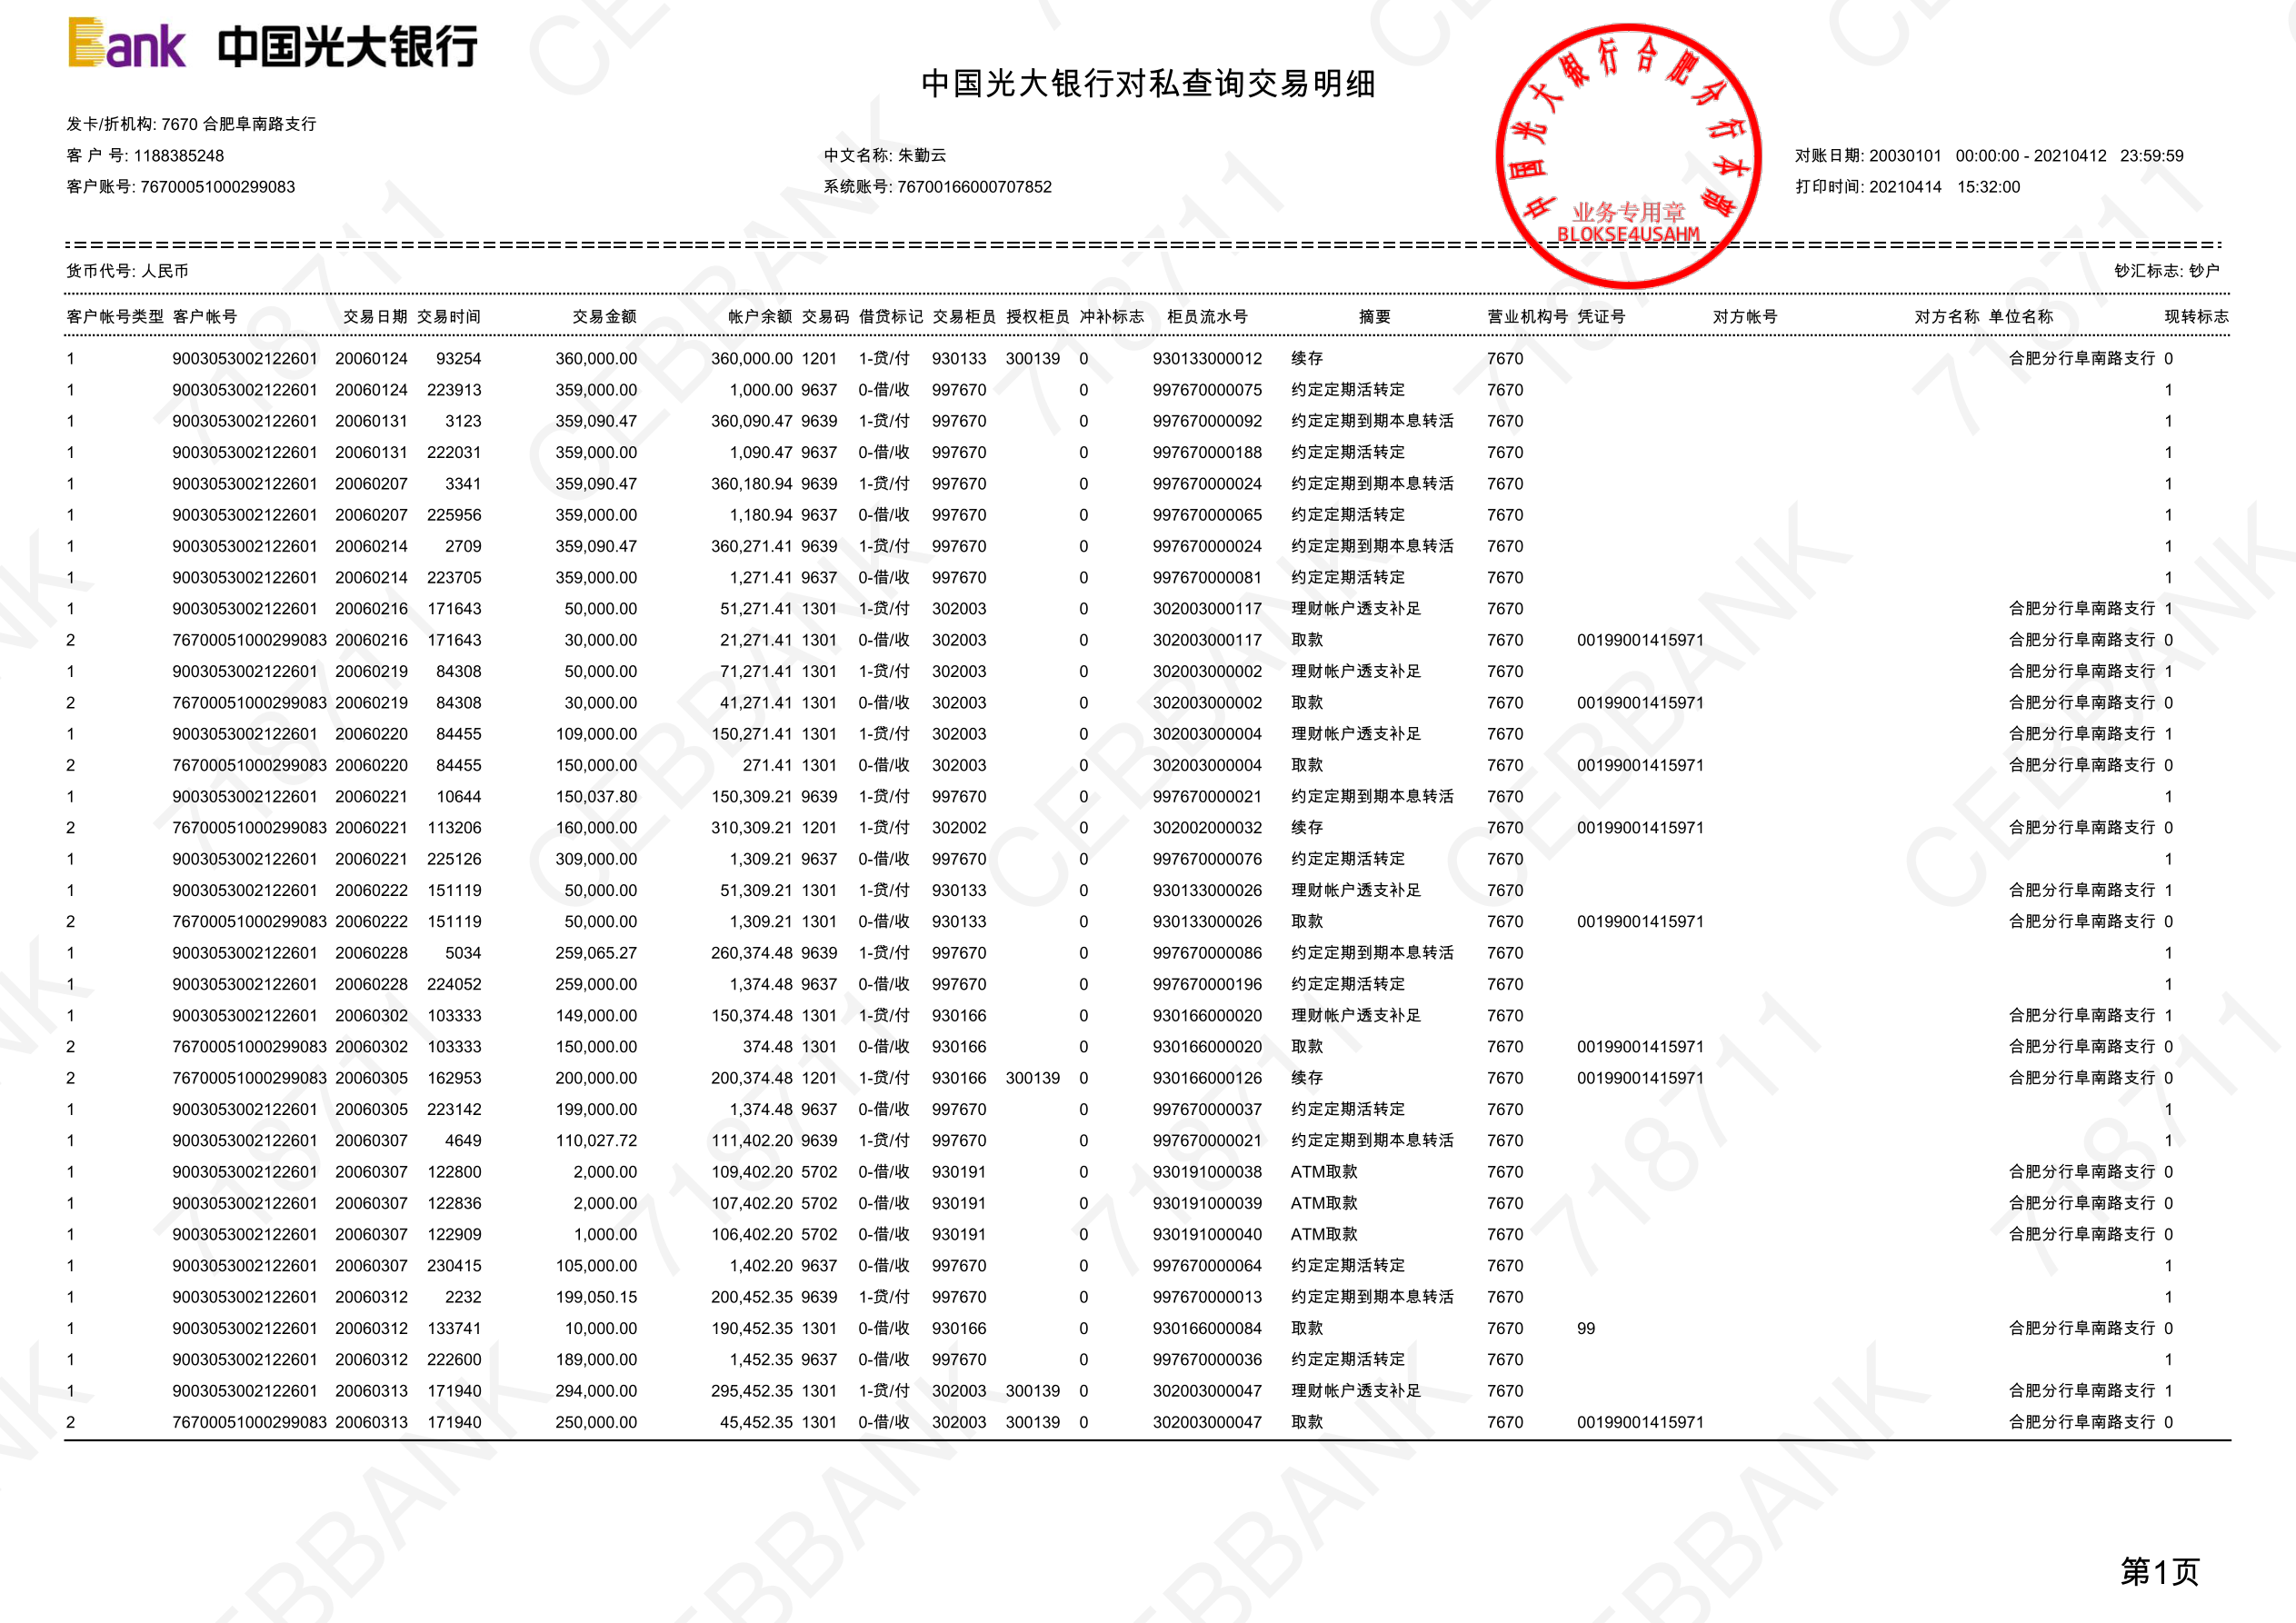 Bank 中国光大银行
中国光大银行对私查询交易明细
发卡/折机构: 7670 合肥阜南路支行
客 户 号: 1188385248 中文名称: 朱勤云 对账日期: 20030101 00:00:00 - 20210412 23:59:59
客户账号: 76700051000299083 系统账号: 76700166000707852 打印时间: 20210414 15:32:00
中国光大银行合肥分行本部
业务专用章
BLOKSE4USAHM
货币代号: 人民币 钞汇标志: 钞户
客户帐号类型 客户帐号 交易日期 交易时间 交易金额 帐户余额 交易码 借贷标记 交易柜员 授权柜员 冲补标志 柜员流水号 摘要 营业机构号 凭证号 对方帐号 对方名称 单位名称 现转标志
1 9003053002122601 20060124 93254 360,000.00 360,000.00 1201 1-贷/付 930133 300139 0 930133000012 续存 7670 合肥分行阜南路支行 0
1 9003053002122601 20060124 223913 359,000.00 1,000.00 9637 0-借/收 997670 0 997670000075 约定定期活转定 7670 1
1 9003053002122601 20060131 3123 359,090.47 360,090.47 9639 1-贷/付 997670 0 997670000092 约定定期到期本息转活 7670 1
1 9003053002122601 20060131 222031 359,000.00 1,090.47 9637 0-借/收 997670 0 997670000188 约定定期活转定 7670 1
1 9003053002122601 20060207 3341 359,090.47 360,180.94 9639 1-贷/付 997670 0 997670000024 约定定期到期本息转活 7670 1
1 9003053002122601 20060207 225956 359,000.00 1,180.94 9637 0-借/收 997670 0 997670000065 约定定期活转定 7670 1
1 9003053002122601 20060214 2709 359,090.47 360,271.41 9639 1-贷/付 997670 0 997670000024 约定定期到期本息转活 7670 1
1 9003053002122601 20060214 223705 359,000.00 1,271.41 9637 0-借/收 997670 0 997670000081 约定定期活转定 7670 1
1 9003053002122601 20060216 171643 50,000.00 51,271.41 1301 1-贷/付 302003 0 302003000117 理财帐户透支补足 7670 合肥分行阜南路支行 1
2 76700051000299083 20060216 171643 30,000.00 21,271.41 1301 0-借/收 302003 0 302003000117 取款 7670 00199001415971 合肥分行阜南路支行 0
1 9003053002122601 20060219 84308 50,000.00 71,271.41 1301 1-贷/付 302003 0 302003000002 理财帐户透支补足 7670 合肥分行阜南路支行 1
2 76700051000299083 20060219 84308 30,000.00 41,271.41 1301 0-借/收 302003 0 302003000002 取款 7670 00199001415971 合肥分行阜南路支行 0
1 9003053002122601 20060220 84455 109,000.00 150,271.41 1301 1-贷/付 302003 0 302003000004 理财帐户透支补足 7670 合肥分行阜南路支行 1
2 76700051000299083 20060220 84455 150,000.00 271.41 1301 0-借/收 302003 0 302003000004 取款 7670 00199001415971 合肥分行阜南路支行 0
1 9003053002122601 20060221 10644 150,037.80 150,309.21 9639 1-贷/付 997670 0 997670000021 约定定期到期本息转活 7670 1
2 76700051000299083 20060221 113206 160,000.00 310,309.21 1201 1-贷/付 302002 0 302002000032 续存 7670 00199001415971 合肥分行阜南路支行 0
1 9003053002122601 20060221 225126 309,000.00 1,309.21 9637 0-借/收 997670 0 997670000076 约定定期活转定 7670 1
1 9003053002122601 20060222 151119 50,000.00 51,309.21 1301 1-贷/付 930133 0 930133000026 理财帐户透支补足 7670 合肥分行阜南路支行 1
2 76700051000299083 20060222 151119 50,000.00 1,309.21 1301 0-借/收 930133 0 930133000026 取款 7670 00199001415971 合肥分行阜南路支行 0
1 9003053002122601 20060228 5034 259,065.27 260,374.48 9639 1-贷/付 997670 0 997670000086 约定定期到期本息转活 7670 1
1 9003053002122601 20060228 224052 259,000.00 1,374.48 9637 0-借/收 997670 0 997670000196 约定定期活转定 7670 1
1 9003053002122601 20060302 103333 149,000.00 150,374.48 1301 1-贷/付 930166 0 930166000020 理财帐户透支补足 7670 合肥分行阜南路支行 1
2 76700051000299083 20060302 103333 150,000.00 374.48 1301 0-借/收 930166 0 930166000020 取款 7670 00199001415971 合肥分行阜南路支行 0
2 76700051000299083 20060305 162953 200,000.00 200,374.48 1201 1-贷/付 930166 300139 0 930166000126 续存 7670 00199001415971 合肥分行阜南路支行 0
1 9003053002122601 20060305 223142 199,000.00 1,374.48 9637 0-借/收 997670 0 997670000037 约定定期活转定 7670 1
1 9003053002122601 20060307 4649 110,027.72 111,402.20 9639 1-贷/付 997670 0 997670000021 约定定期到期本息转活 7670 1
1 9003053002122601 20060307 122800 2,000.00 109,402.20 5702 0-借/收 930191 0 930191000038 ATM取款 7670 合肥分行阜南路支行 0
1 9003053002122601 20060307 122836 2,000.00 107,402.20 5702 0-借/收 930191 0 930191000039 ATM取款 7670 合肥分行阜南路支行 0
1 9003053002122601 20060307 122909 1,000.00 106,402.20 5702 0-借/收 930191 0 930191000040 ATM取款 7670 合肥分行阜南路支行 0
1 9003053002122601 20060307 230415 105,000.00 1,402.20 9637 0-借/收 997670 0 997670000064 约定定期活转定 7670 1
1 9003053002122601 20060312 2232 199,050.15 200,452.35 9639 1-贷/付 997670 0 997670000013 约定定期到期本息转活 7670 1
1 9003053002122601 20060312 133741 10,000.00 190,452.35 1301 0-借/收 930166 0 930166000084 取款 7670 99 合肥分行阜南路支行 0
1 9003053002122601 20060312 222600 189,000.00 1,452.35 9637 0-借/收 997670 0 997670000036 约定定期活转定 7670 1
1 9003053002122601 20060313 171940 294,000.00 295,452.35 1301 1-贷/付 302003 300139 0 302003000047 理财帐户透支补足 7670 合肥分行阜南路支行 1
2 76700051000299083 20060313 171940 250,000.00 45,452.35 1301 0-借/收 302003 300139 0 302003000047 取款 7670 00199001415971 合肥分行阜南路支行 0
第1页
CEBBANK
718711